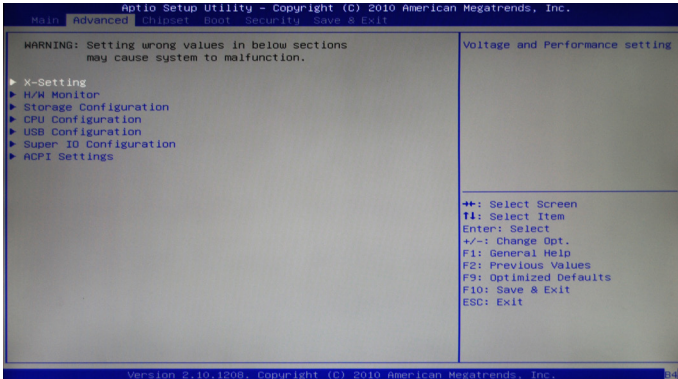 Aptio Setup Utility – Copyright (C) 2010 American Megatrends, Inc.
Main Advanced Chipset Boot Security Save & Exit
WARNING: Setting wrong values in below sections
may cause system to malfunction.
► X-Setting
► H/W Monitor
► Storage Configuration
► CPU Configuration
► USB Configuration
► Super IO Configuration
► ACPI Settings
Voltage and Performance setting
→←: Select Screen
↑↓: Select Item
Enter: Select
+/-: Change Opt.
F1: General Help
F2: Previous Values
F9: Optimized Defaults
F10: Save & Exit
ESC: Exit
Version 2.10.1208. Copyright (C) 2010 American Megatrends, Inc.
B4